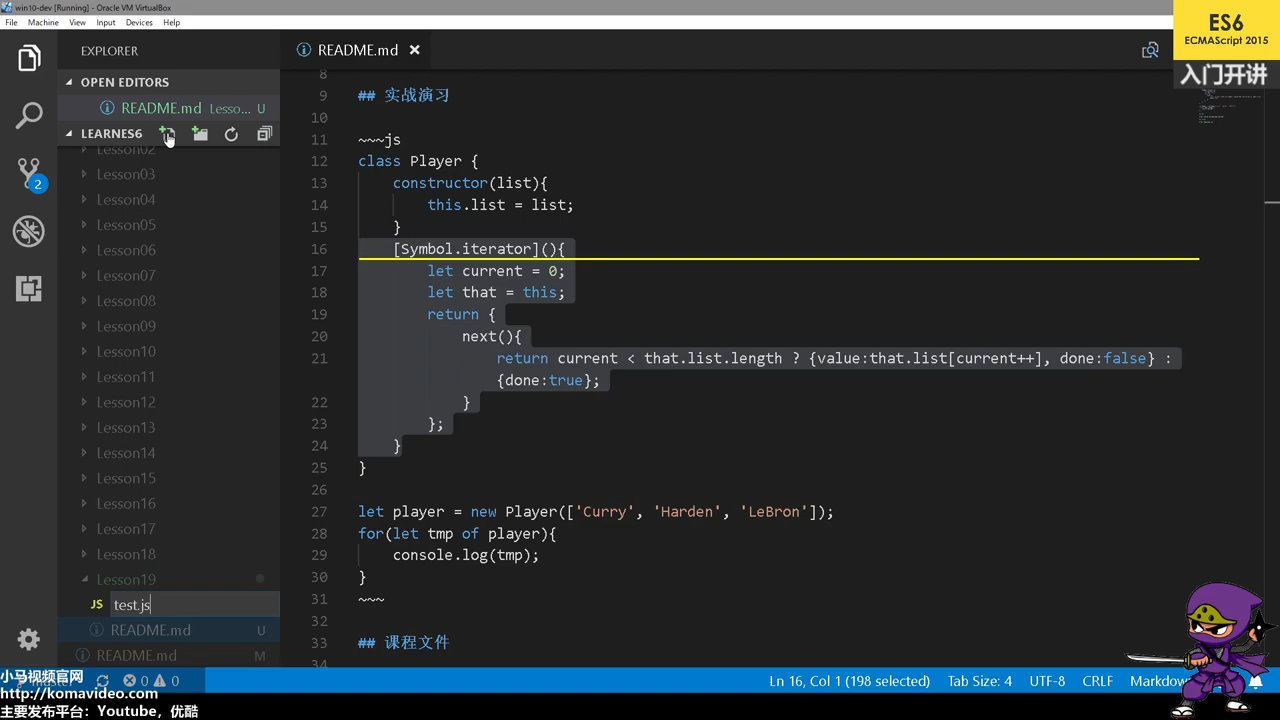 win10-dev [Running] - Oracle VM VirtualBox
File Machine View Input Devices Help
ES6
ECMAScript 2015
入门开讲
EXPLORER
OPEN EDITORS
README.md Lesso... U
LEARNES6
Lesson02
Lesson03
Lesson04
Lesson05
Lesson06
Lesson07
Lesson08
Lesson09
Lesson10
Lesson11
Lesson12
Lesson13
Lesson14
Lesson15
Lesson16
Lesson17
Lesson18
Lesson19
JS test.js
README.md U
README.md M
2
README.md
8
9 ## 实战演习
10
11 ~~~js
12 class Player {
13 constructor(list){
14 this.list = list;
15 }
16 [Symbol.iterator](){
17 let current = 0;
18 let that = this;
19 return {
20 next(){
21 return current < that.list.length ? {value:that.list[current++], done:false} :
{done:true};
22 }
23 };
24 }
25 }
26
27 let player = new Player(['Curry', 'Harden', 'LeBron']);
28 for(let tmp of player){
29 console.log(tmp);
30 }
31 ~~~
32
33 ## 课程文件
34
小马视频官网
http://komavideo.com
主要发布平台：Youtube，优酷
0 0
Ln 16, Col 1 (198 selected) Tab Size: 4 UTF-8 CRLF